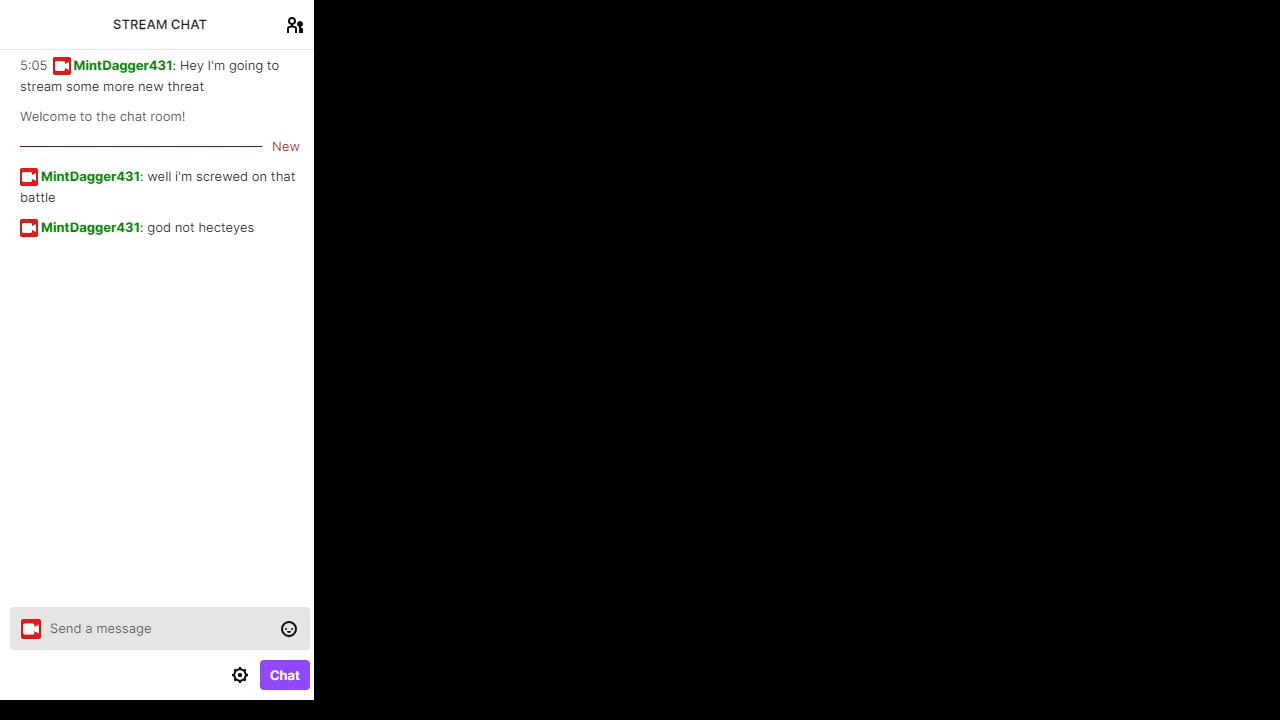 STREAM CHAT
5:05 MintDagger431: Hey I'm going to
stream some more new threat
Welcome to the chat room!
New
MintDagger431: well i'm screwed on that
battle
MintDagger431: god not hecteyes
Send a message
Chat